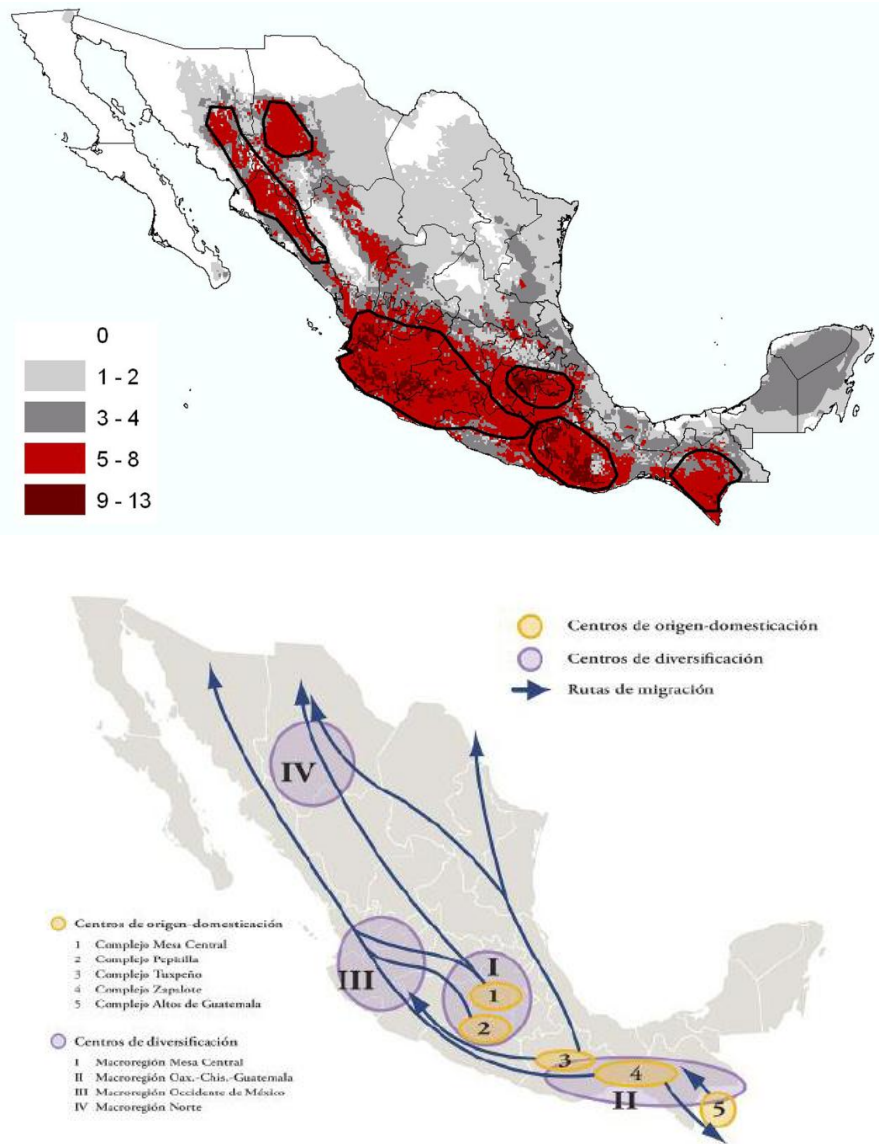 0
1 - 2
3 - 4
5 - 8
9 - 13
Centros de origen-domesticación
Centros de diversificación
Rutas de migración
IV
III
I
1
2
3
4
II
5
Centros de origen-domesticación
1 Complejo Mesa Central
2 Complejo Pepitilla
3 Complejo Tuxpeño
4 Complejo Zapalote
5 Complejo Altos de Guatemala
Centros de diversificación
I Macroregión Mesa Central
II Macroregión Oax.-Chis.-Guatemala
III Macroregión Occidente de México
IV Macroregión Norte